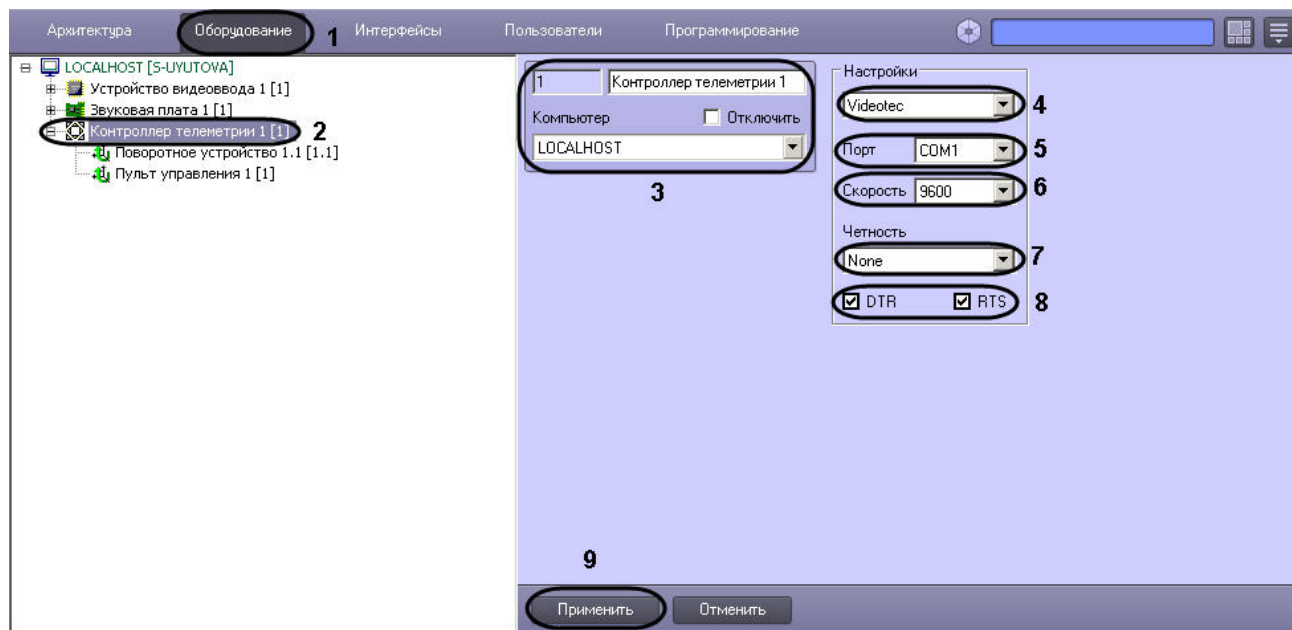 Архитектура Оборудование 1 Интерфейсы Пользователи Программирование
LOCALHOST [S-UYUTOVA]
Устройство видеоввода 1 [1]
Звуковая плата 1 [1]
Контроллер телеметрии 1 [1] 2
Поворотное устройство 1.1 [1.1]
Пульт управления 1 [1]
1 Контроллер телеметрии 1
Компьютер Отключить
LOCALHOST
3
Настройки
Videotec 4
Порт COM1 5
Скорость 9600 6
Четность
None 7
DTR RTS 8
9
Применить Отменить